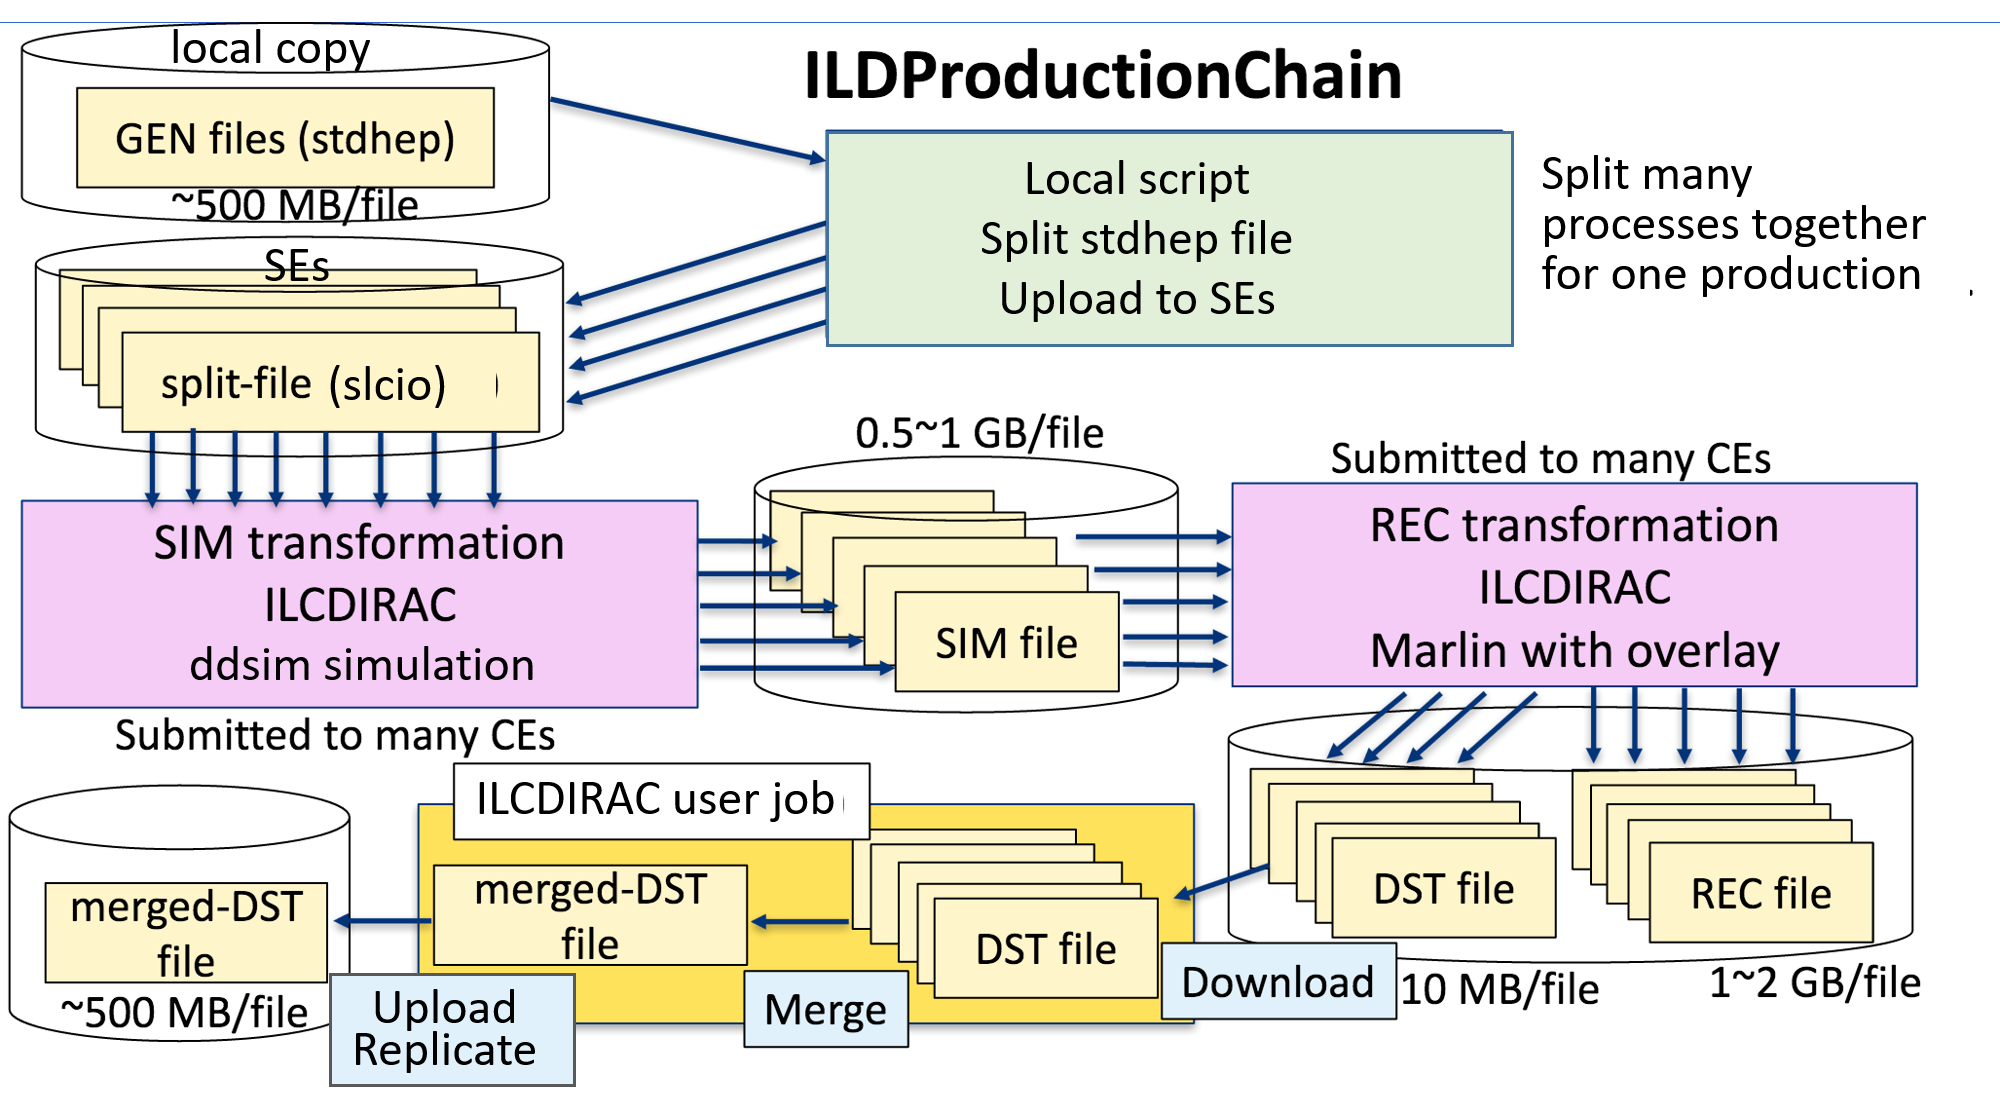 local copy
GEN files (stdhep)
~500 MB/file
ILDProductionChain
Local script
Split stdhep file
Upload to SEs
Split many
processes together
for one production
SEs
split-file (slcio)
SIM transformation
ILCDIRAC
ddsim simulation
Submitted to many CEs
0.5~1 GB/file
SIM file
Submitted to many CEs
REC transformation
ILCDIRAC
Marlin with overlay
DST file
REC file
10 MB/file
1~2 GB/file
Download
ILCDIRAC user job
DST file
Merge
merged-DST
file
Upload
Replicate
merged-DST
file
~500 MB/file